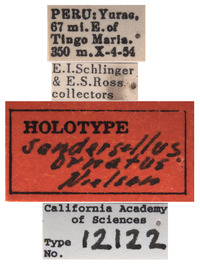 PERU: Yurac,
67 mi. E. of
Tingo Maria.
350 m. X-4-54
E. I. Schlinger
& E. S. Ross
collectors
HOLOTYPE
Sandersellus
ornatus
Nielson
California Academy
of Sciences
Type
No. 12122